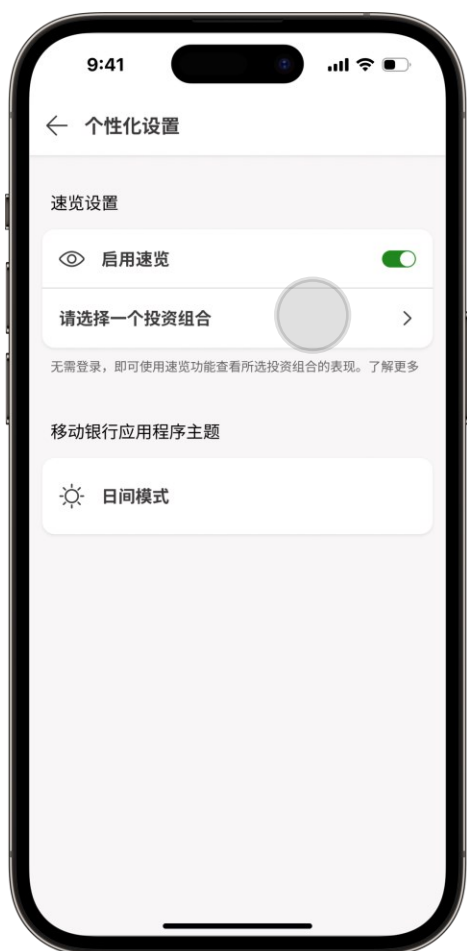 9:41
个性化设置
速览设置
启用速览
请选择一个投资组合
无需登录，即可使用速览功能查看所选投资组合的表现。了解更多
移动银行应用程序主题
日间模式